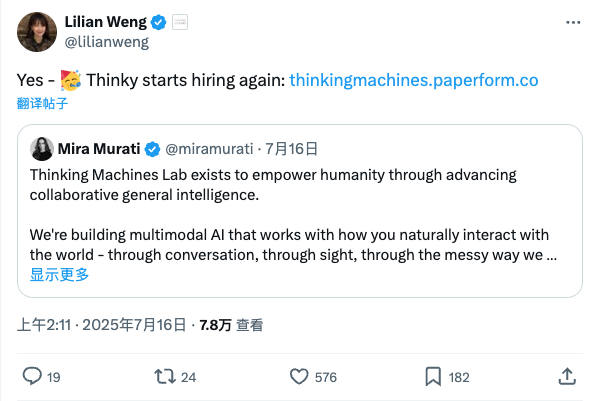 Lilian Weng
@lilianweng
Yes - 🥳 Thinky starts hiring again: thinkingmachines.paperform.co
翻译帖子
Mira Murati @miramurati · 7月16日
Thinking Machines Lab exists to empower humanity through advancing
collaborative general intelligence.
We're building multimodal AI that works with how you naturally interact with
the world - through conversation, through sight, through the messy way we ...
显示更多
上午2:11 · 2025年7月16日 · 7.8万 查看
19 24 576 182